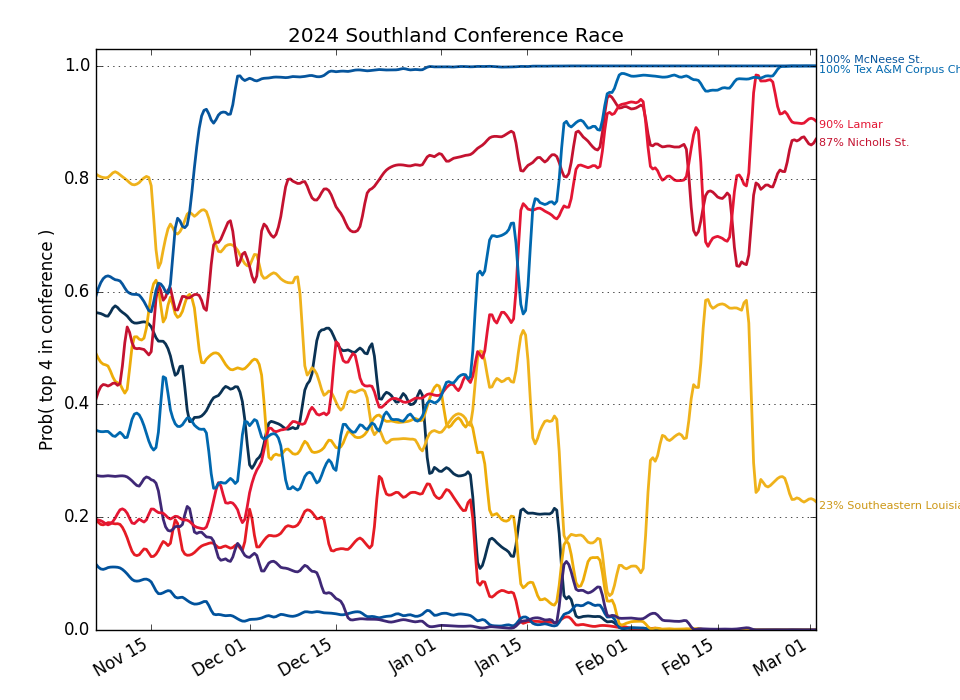 2024 Southland Conference Race
Prob( top 4 in conference )
1.0
0.8
0.6
0.4
0.2
0.0
Nov 15
Dec 01
Dec 15
Jan 01
Jan 15
Feb 01
Feb 15
Mar 01
100% McNeese St.
100% Tex A&M Corpus Ch
90% Lamar
87% Nicholls St.
23% Southeastern Louisia